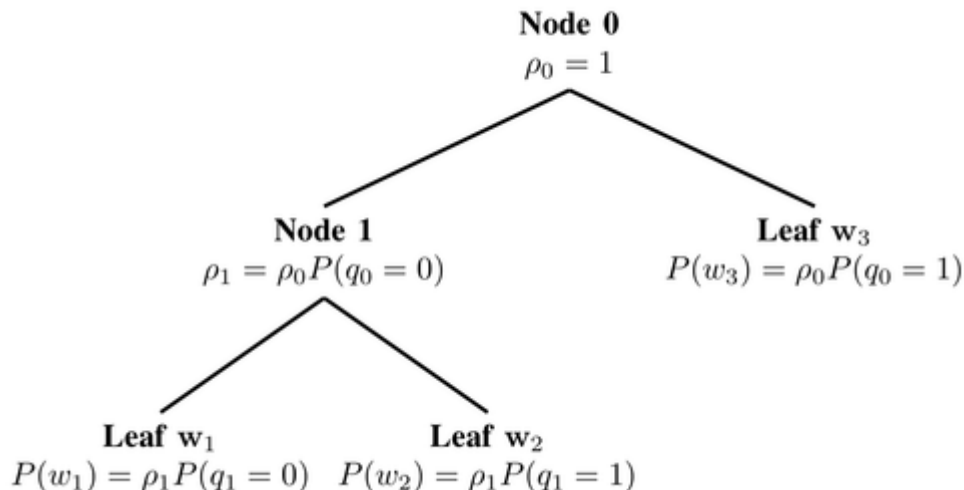 Node 0
ρ₀ = 1
Node 1
ρ₁ = ρ₀P(q₀ = 0)
Leaf w₃
P(w₃) = ρ₀P(q₀ = 1)
Leaf w₁
P(w₁) = ρ₁P(q₁ = 0)
Leaf w₂
P(w₂) = ρ₁P(q₁ = 1)